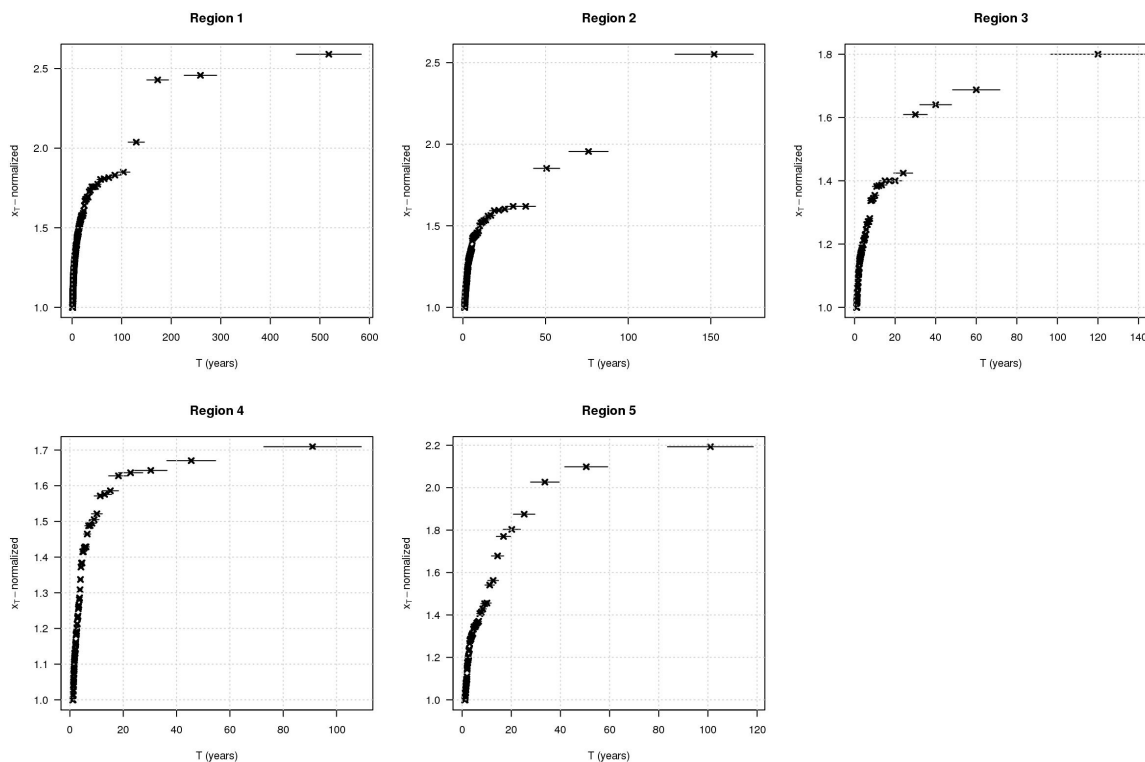 Region 1
2.5
2.0
1.5
1.0
x_T − normalized
0 100 200 300 400 500 600
T (years)
Region 2
2.5
2.0
1.5
1.0
x_T − normalized
0 50 100 150
T (years)
Region 3
1.8
1.6
1.4
1.2
1.0
x_T − normalized
0 20 40 60 80 100 120 140
T (years)
Region 4
1.7
1.6
1.5
1.4
1.3
1.2
1.1
1.0
x_T − normalized
0 20 40 60 80 100
T (years)
Region 5
2.2
2.0
1.8
1.6
1.4
1.2
1.0
x_T − normalized
0 20 40 60 80 100 120
T (years)